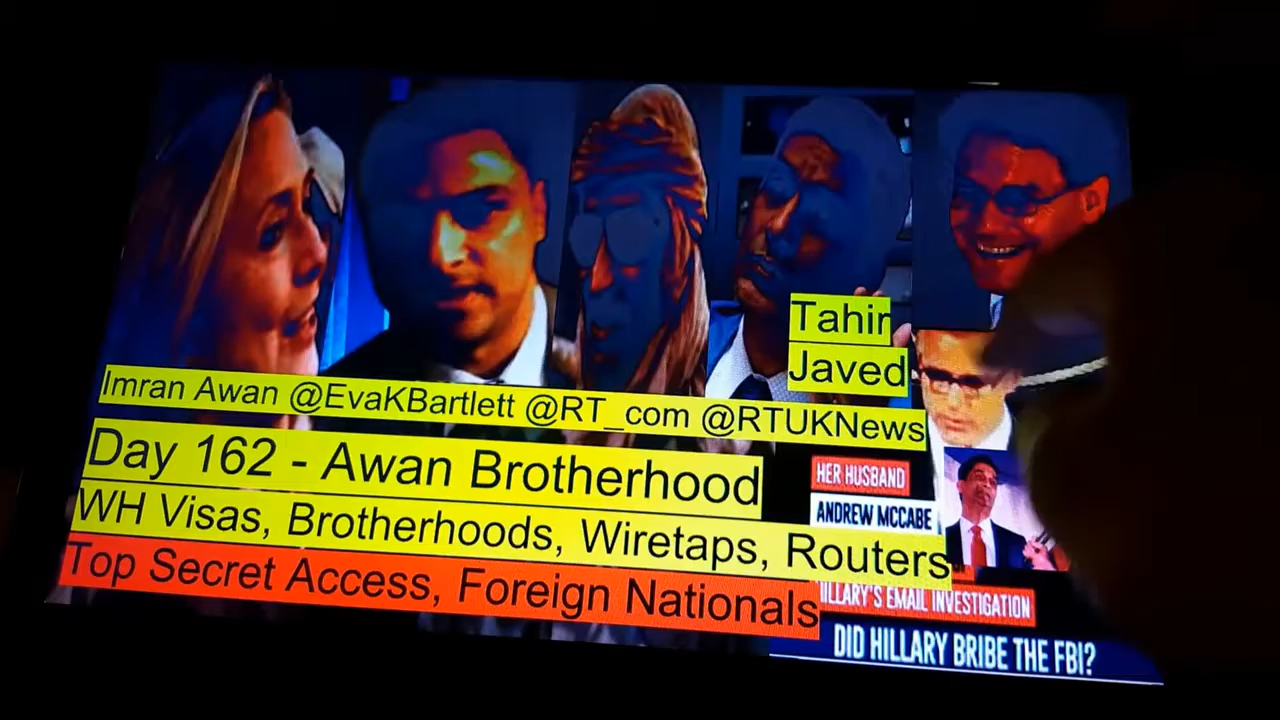 Tahir
Javed
Imran Awan @EvaKBartlett @RT_com @RTUKNews
Day 162 - Awan Brotherhood
WH Visas, Brotherhoods, Wiretaps, Routers
Top Secret Access, Foreign Nationals
HER HUSBAND
ANDREW MCCABE
HILLARY'S EMAIL INVESTIGATION
DID HILLARY BRIBE THE FBI?